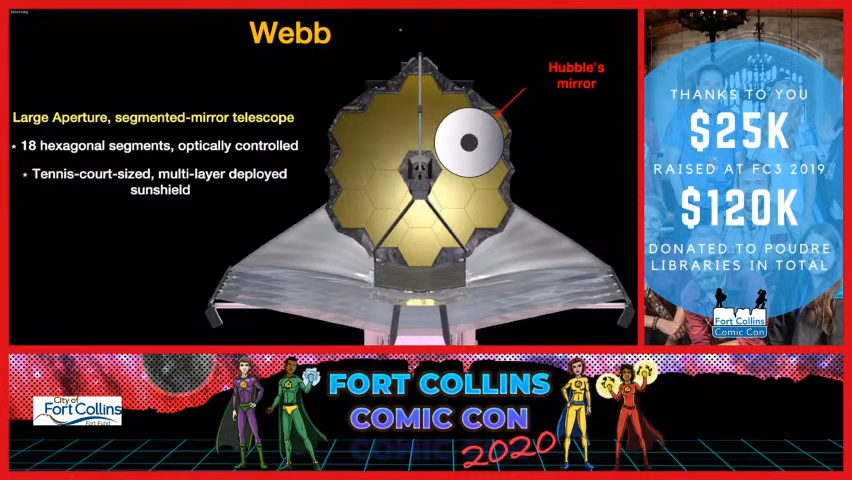 Webb
Hubble's
mirror
Large Aperture, segmented-mirror telescope
18 hexagonal segments, optically controlled
Tennis-court-sized, multi-layer deployed
sunshield
THANKS TO YOU
$25K
RAISED AT FC3 2019
$120K
DONATED TO POUDRE
LIBRARIES IN TOTAL
Fort Collins
Comic Con
City of
Fort Collins
Fort Fund
FORT COLLINS
COMIC CON
2020